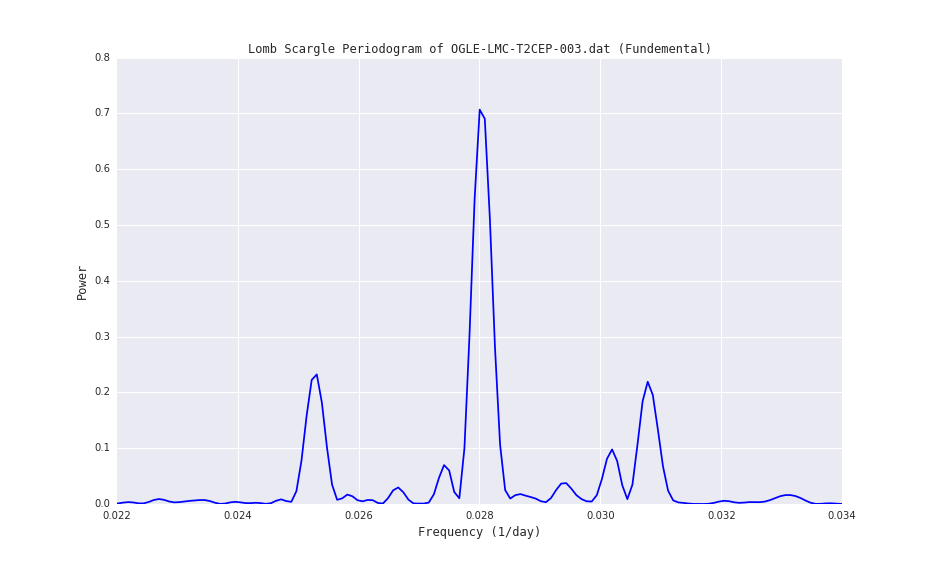 Lomb Scargle Periodogram of OGLE-LMC-T2CEP-003.dat (Fundemental)
0.8
0.7
0.6
0.5
0.4
0.3
0.2
0.1
0.0
Power
0.022 0.024 0.026 0.028 0.030 0.032 0.034
Frequency (1/day)